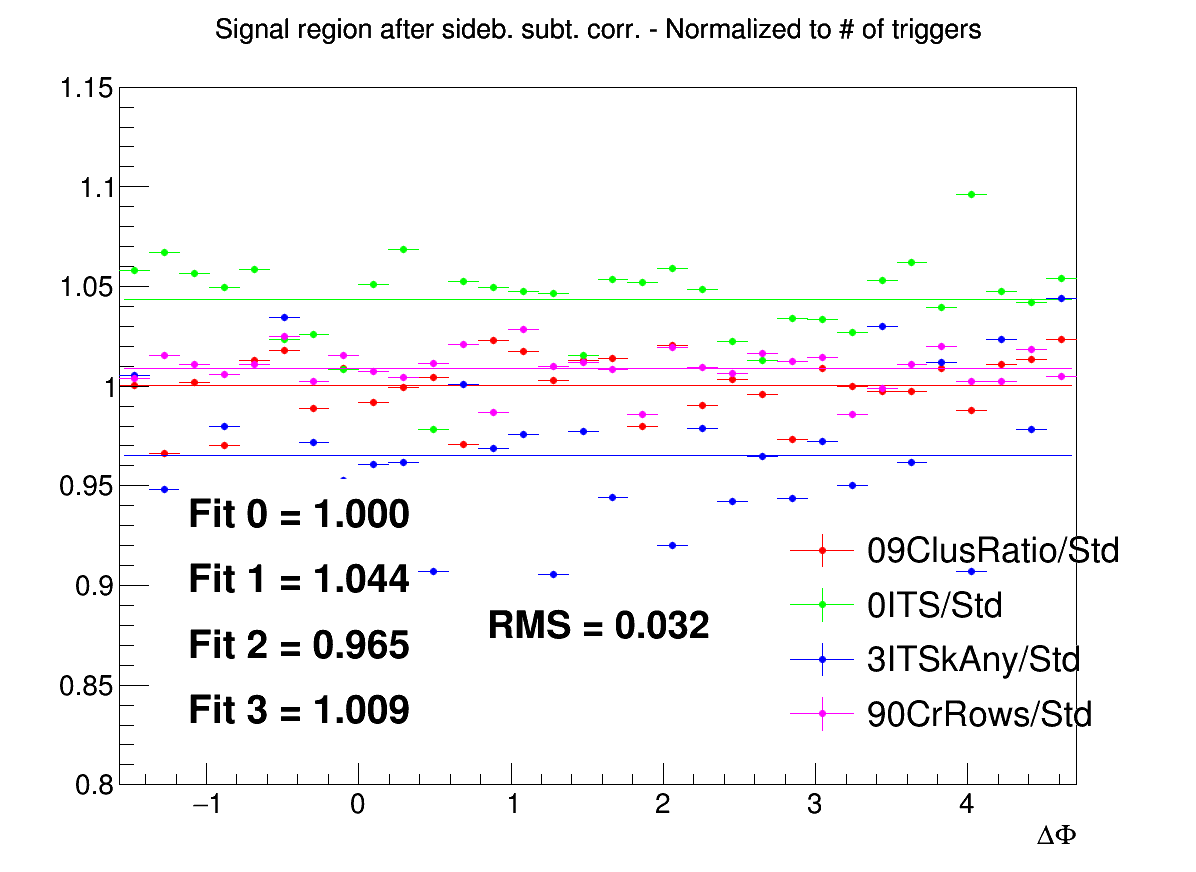 Signal region after sideb. subt. corr. - Normalized to # of triggers
1.15
1.1
1.05
1
0.95
0.9
0.85
0.8
Fit 0 = 1.000
Fit 1 = 1.044
Fit 2 = 0.965
Fit 3 = 1.009
RMS = 0.032
09ClusRatio/Std
0ITS/Std
3ITSkAny/Std
90CrRows/Std
−1 0 1 2 3 4
ΔΦ